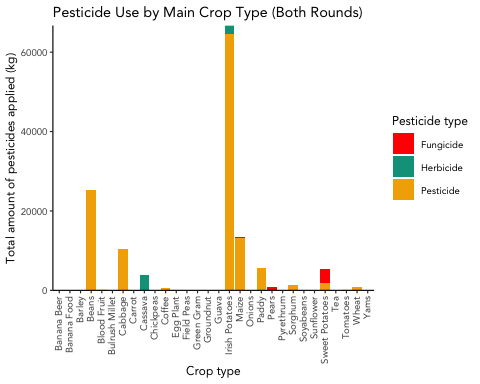 Pesticide Use by Main Crop Type (Both Rounds)
Total amount of pesticides applied (kg)
60000
40000
20000
0
Banana Beer
Banana Food
Barley
Beans
Blood Fruit
Bulrush Millet
Cabbage
Carrot
Cassava
Chickpeas
Coffee
Egg Plant
Field Peas
Green Gram
Groundnut
Guava
Irish Potatoes
Maize
Onions
Paddy
Pears
Pyrethrum
Sorghum
Soyabeans
Sunflower
Sweet Potatoes
Tea
Tomatoes
Wheat
Yams
Crop type
Pesticide type
Fungicide
Herbicide
Pesticide